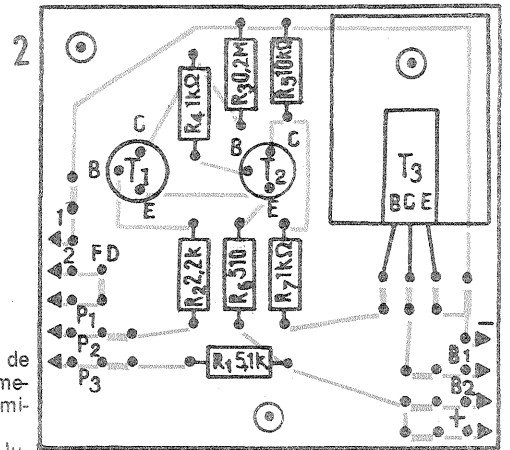 2
R4 1kΩ
R3 0,2M
R5 10kΩ
C
B T1
E
C
B T2
E
T3
B C E
1
2 FD
P1
P2
P3
R2 2,2k
R6 510
R7 1kΩ
R1 5,1k
−
B1
B2
+
de
me-
mi-